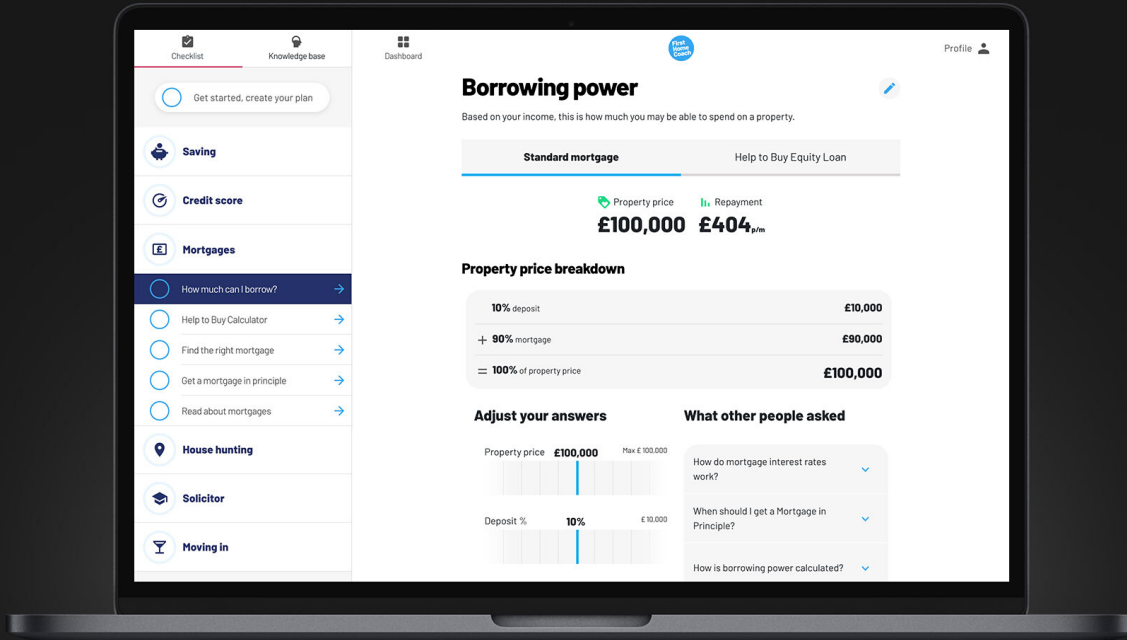 Checklist
Knowledge base
Dashboard
First
Home
Coach
Profile
Get started, create your plan
Saving
Credit score
Mortgages
How much can I borrow?
Help to Buy Calculator
Find the right mortgage
Get a mortgage in principle
Read about mortgages
House hunting
Solicitor
Moving in
Borrowing power
Based on your income, this is how much you may be able to spend on a property.
Standard mortgage
Help to Buy Equity Loan
Property price
£100,000
Repayment
£404p/m
Property price breakdown
10% deposit £10,000
+ 90% mortgage £90,000
= 100% of property price £100,000
Adjust your answers
Property price £100,000 Max £ 100,000
Deposit % 10% £ 10,000
What other people asked
How do mortgage interest rates
work?
When should I get a Mortgage in
Principle?
How is borrowing power calculated?